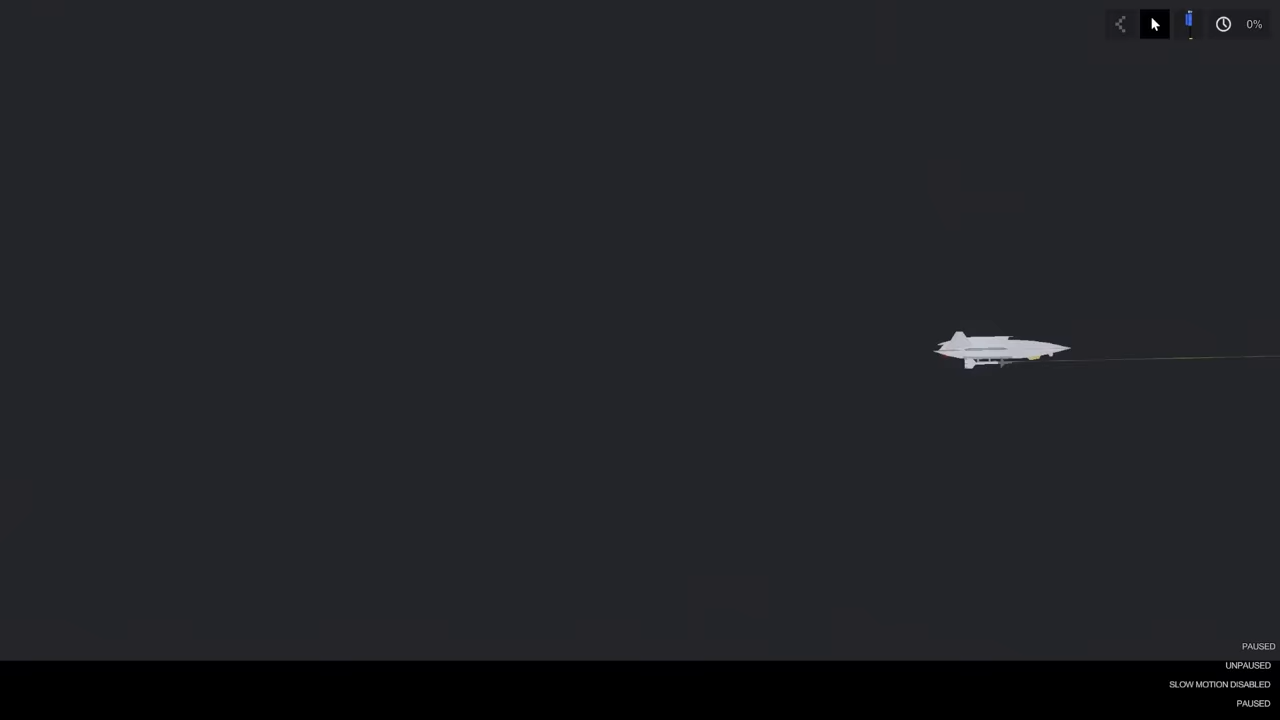 0%
PAUSED
UNPAUSED
SLOW MOTION DISABLED
PAUSED